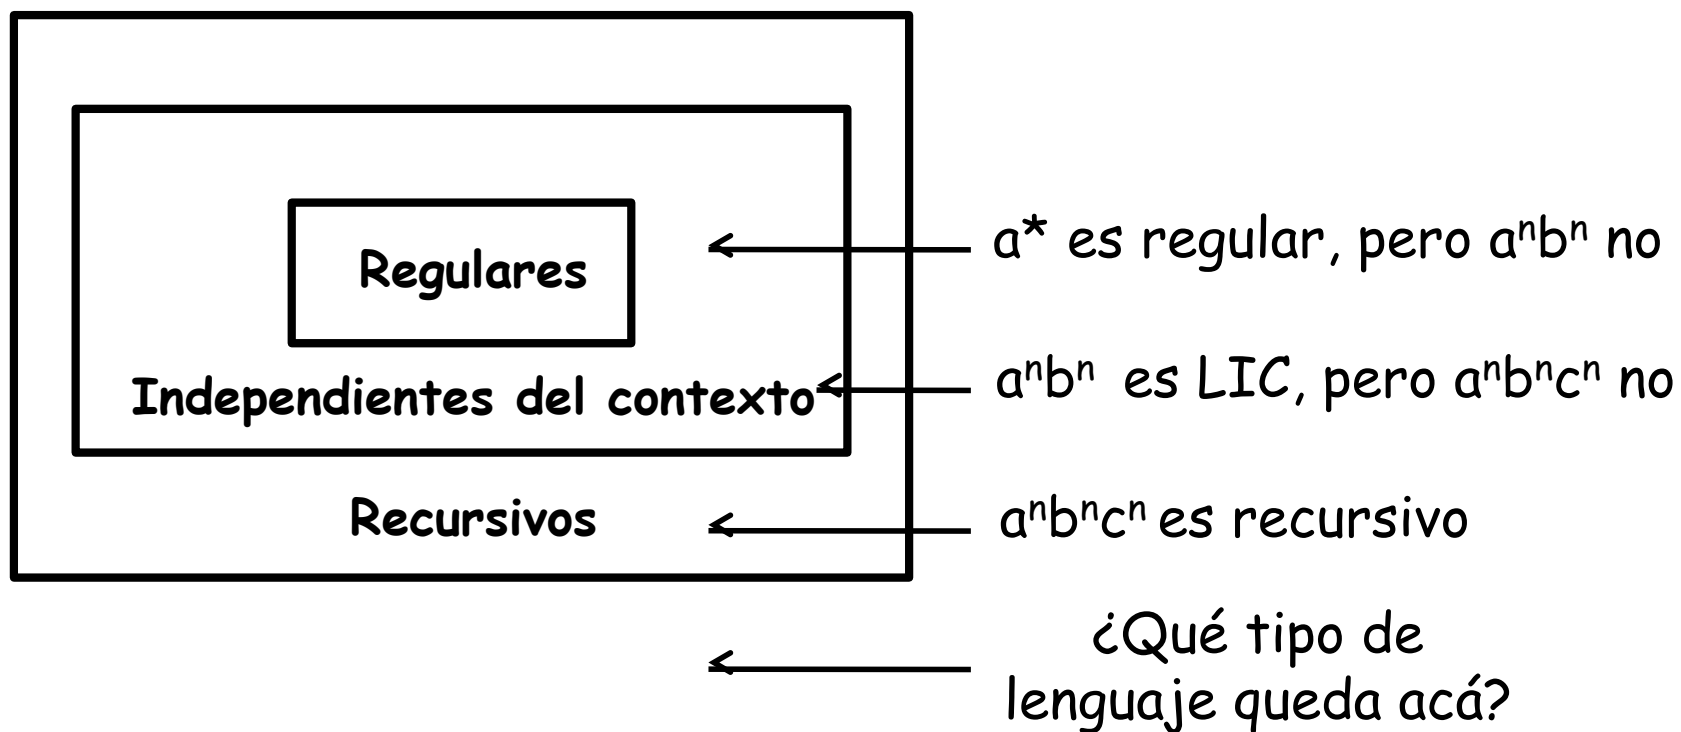 Regulares
a* es regular, pero aⁿbⁿ no
Independientes del contexto
aⁿbⁿ es LIC, pero aⁿbⁿcⁿ no
Recursivos
aⁿbⁿcⁿ es recursivo
¿Qué tipo de
lenguaje queda acá?